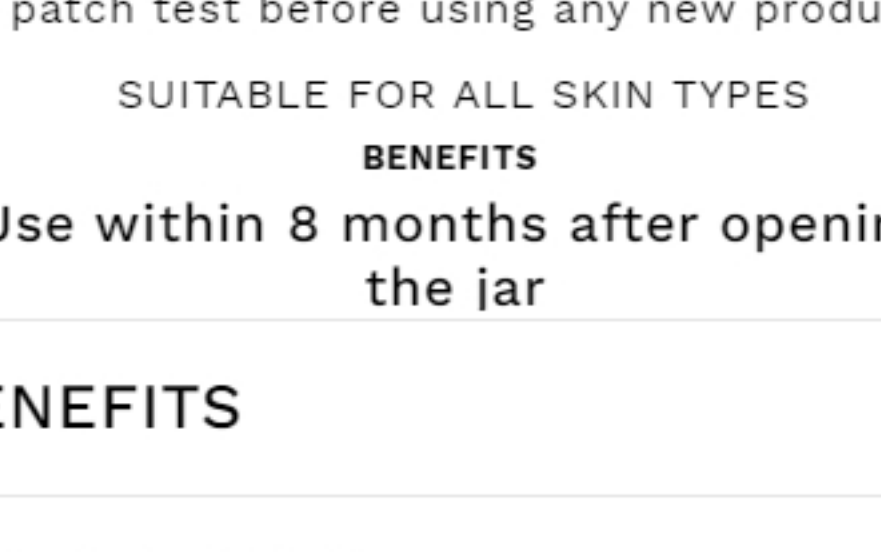 patch test before using any new produ
SUITABLE FOR ALL SKIN TYPES
BENEFITS
Use within 8 months after openin
the jar
ENEFITS